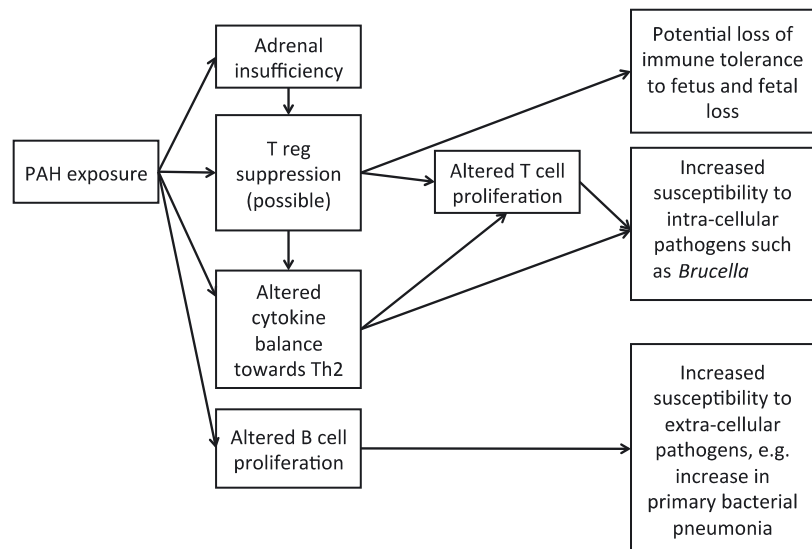 Adrenal
insufficiency
Potential loss of
immune tolerance
to fetus and fetal
loss
PAH exposure
T reg
suppression
(possible)
Altered T cell
proliferation
Increased
susceptibility to
intra-cellular
pathogens such
as Brucella
Altered
cytokine
balance
towards Th2
Altered B cell
proliferation
Increased
susceptibility to
extra-cellular
pathogens, e.g.
increase in
primary bacterial
pneumonia